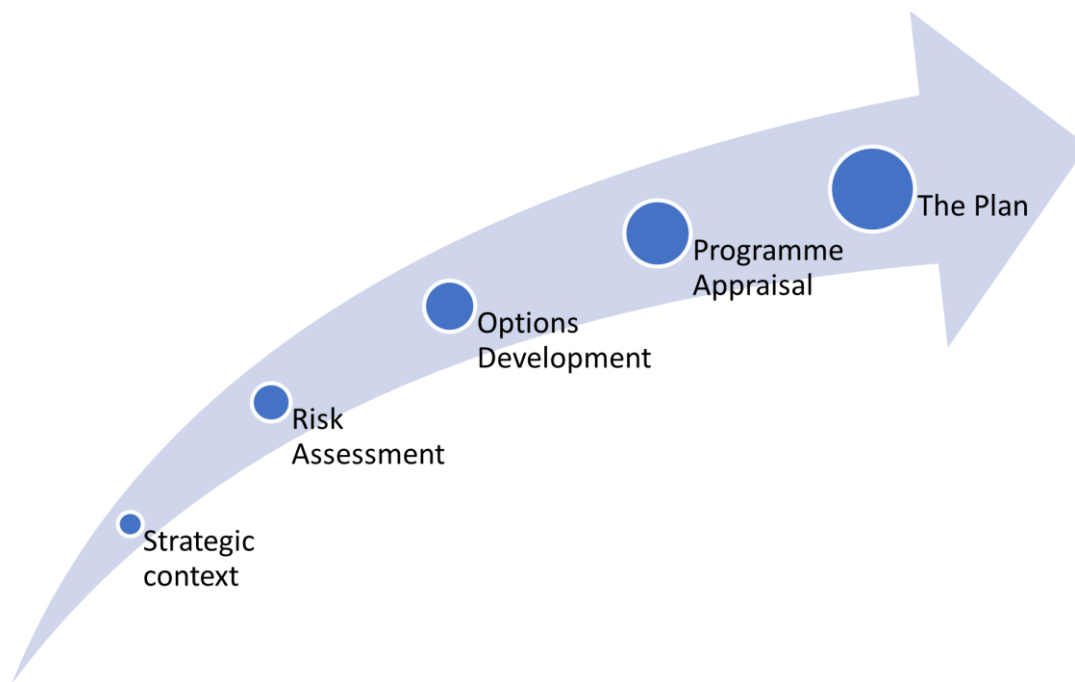 Strategic
context
Risk
Assessment
Options
Development
Programme
Appraisal
The Plan